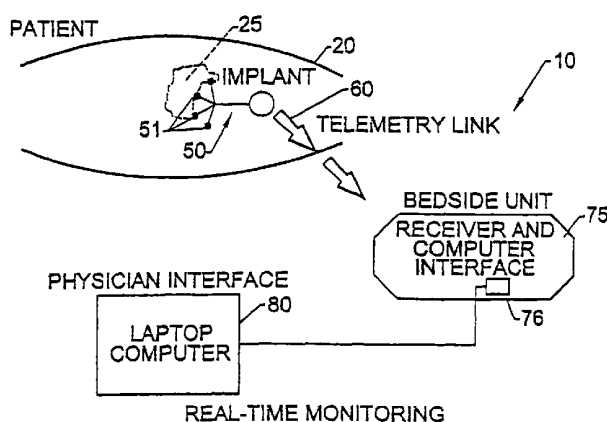 PATIENT
25
20
IMPLANT
10
60
51
50
TELEMETRY LINK
BEDSIDE UNIT
75
RECEIVER AND
COMPUTER
INTERFACE
PHYSICIAN INTERFACE
80
76
LAPTOP
COMPUTER
REAL-TIME MONITORING